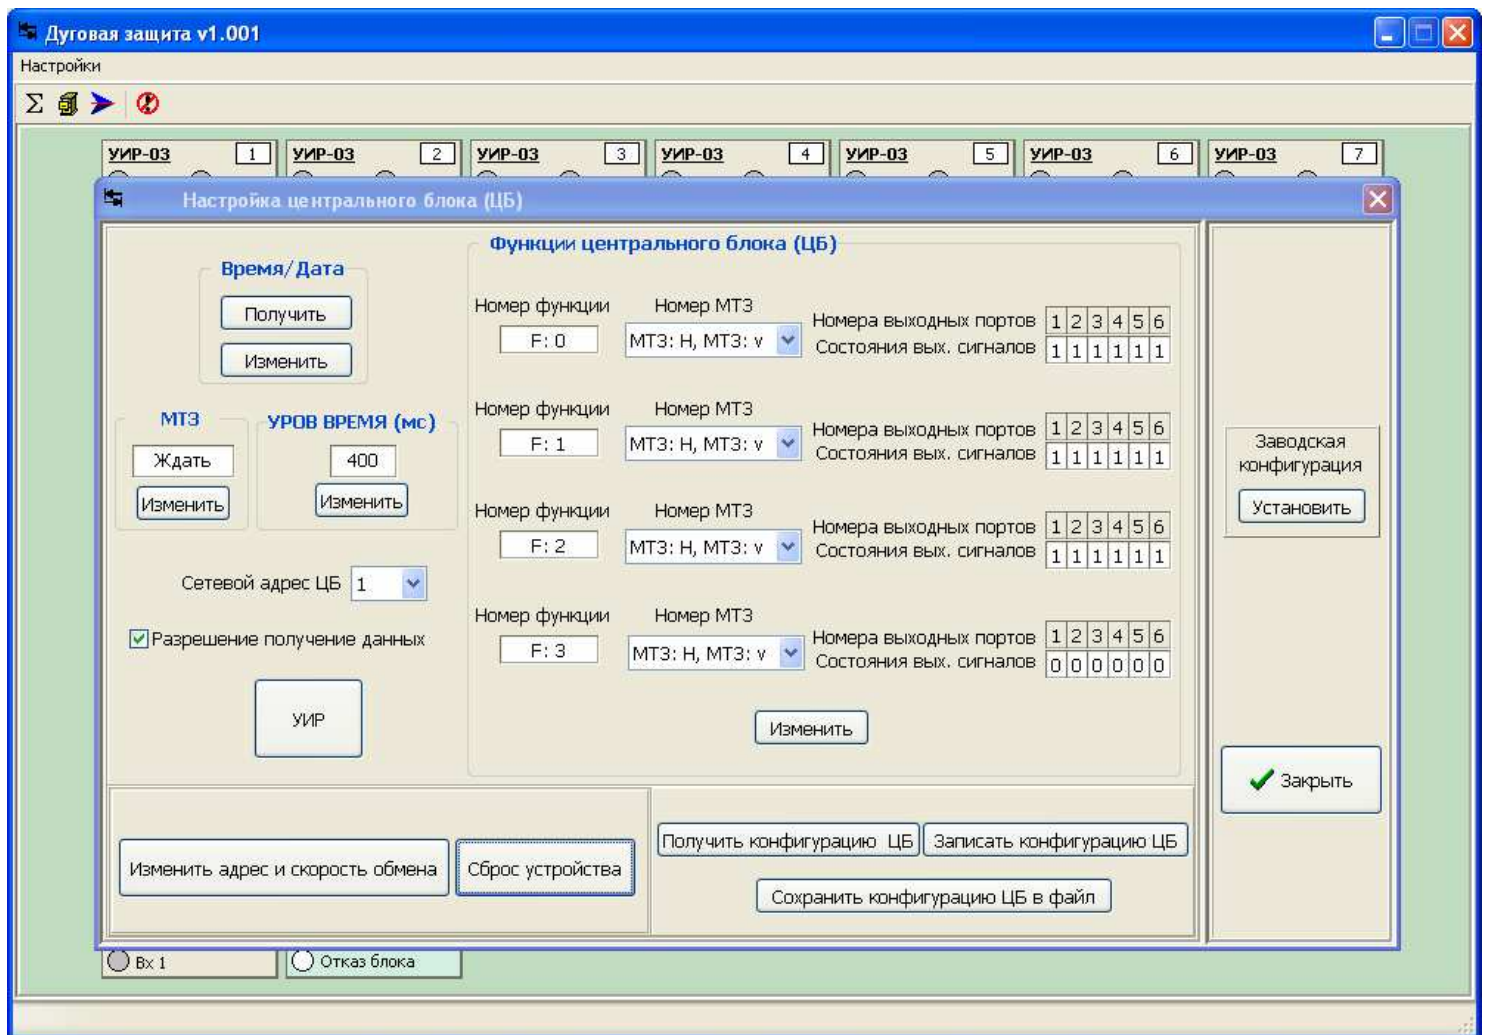 Дуговая защита v1.001
Настройки
УИР-03 1 УИР-03 2 УИР-03 3 УИР-03 4 УИР-03 5 УИР-03 6 УИР-03 7
Настройка центрального блока (ЦБ)
Время/Дата
Получить
Изменить
МТЗ
Ждать
Изменить
УРОВ ВРЕМЯ (мс)
400
Изменить
Сетевой адрес ЦБ 1
Разрешение получение данных
УИР
Функции центрального блока (ЦБ)
Номер функции Номер МТЗ
F: 0 МТЗ: Н, МТЗ: v
Номера выходных портов 1 2 3 4 5 6
Состояния вых. сигналов 1 1 1 1 1 1
Номер функции Номер МТЗ
F: 1 МТЗ: Н, МТЗ: v
Номера выходных портов 1 2 3 4 5 6
Состояния вых. сигналов 1 1 1 1 1 1
Номер функции Номер МТЗ
F: 2 МТЗ: Н, МТЗ: v
Номера выходных портов 1 2 3 4 5 6
Состояния вых. сигналов 1 1 1 1 1 1
Номер функции Номер МТЗ
F: 3 МТЗ: Н, МТЗ: v
Номера выходных портов 1 2 3 4 5 6
Состояния вых. сигналов 0 0 0 0 0 0
Изменить
Заводская
конфигурация
Установить
Закрыть
Изменить адрес и скорость обмена
Сброс устройства
Получить конфигурацию ЦБ
Записать конфигурацию ЦБ
Сохранить конфигурацию ЦБ в файл
Вх 1
Отказ блока